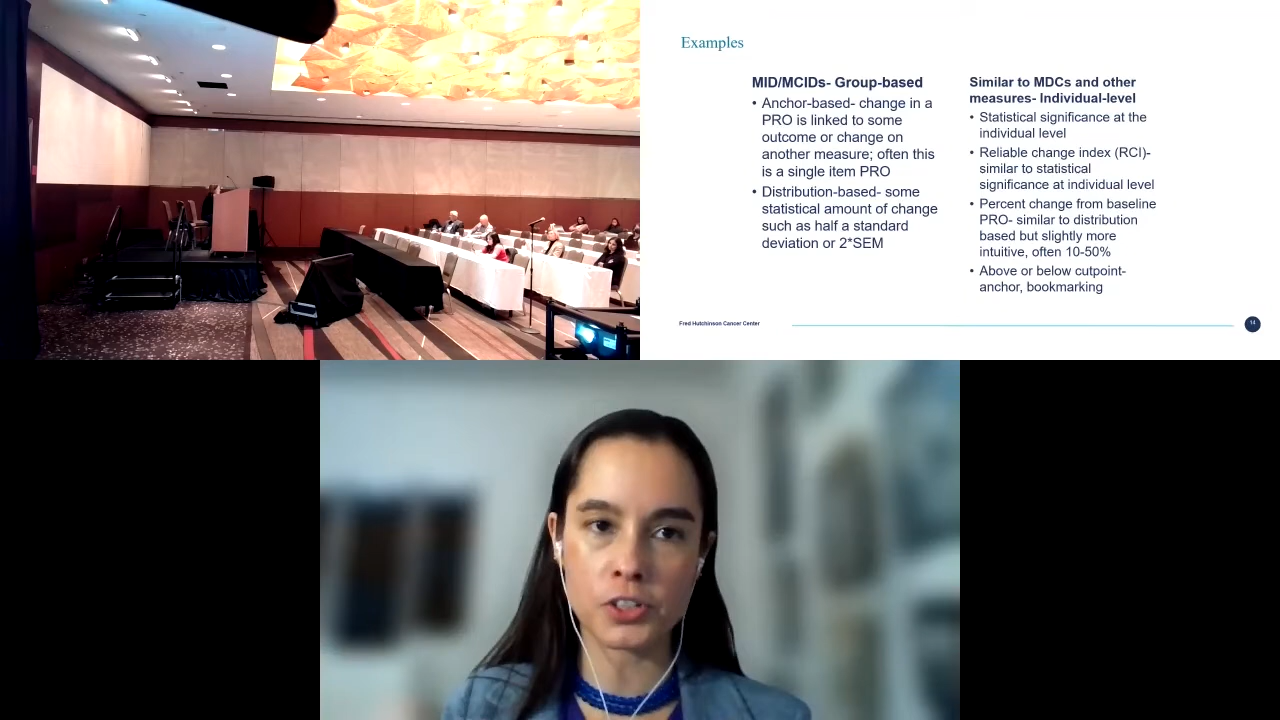 Examples
MID/MCIDs- Group-based
• Anchor-based- change in a
PRO is linked to some
outcome or change on
another measure; often this
is a single item PRO
• Distribution-based- some
statistical amount of change
such as half a standard
deviation or 2*SEM
Similar to MDCs and other
measures- Individual-level
• Statistical significance at the
individual level
• Reliable change index (RCI)-
similar to statistical
significance at individual level
• Percent change from baseline
PRO- similar to distribution
based but slightly more
intuitive, often 10-50%
• Above or below cutpoint-
anchor, bookmarking
Fred Hutchinson Cancer Center
14